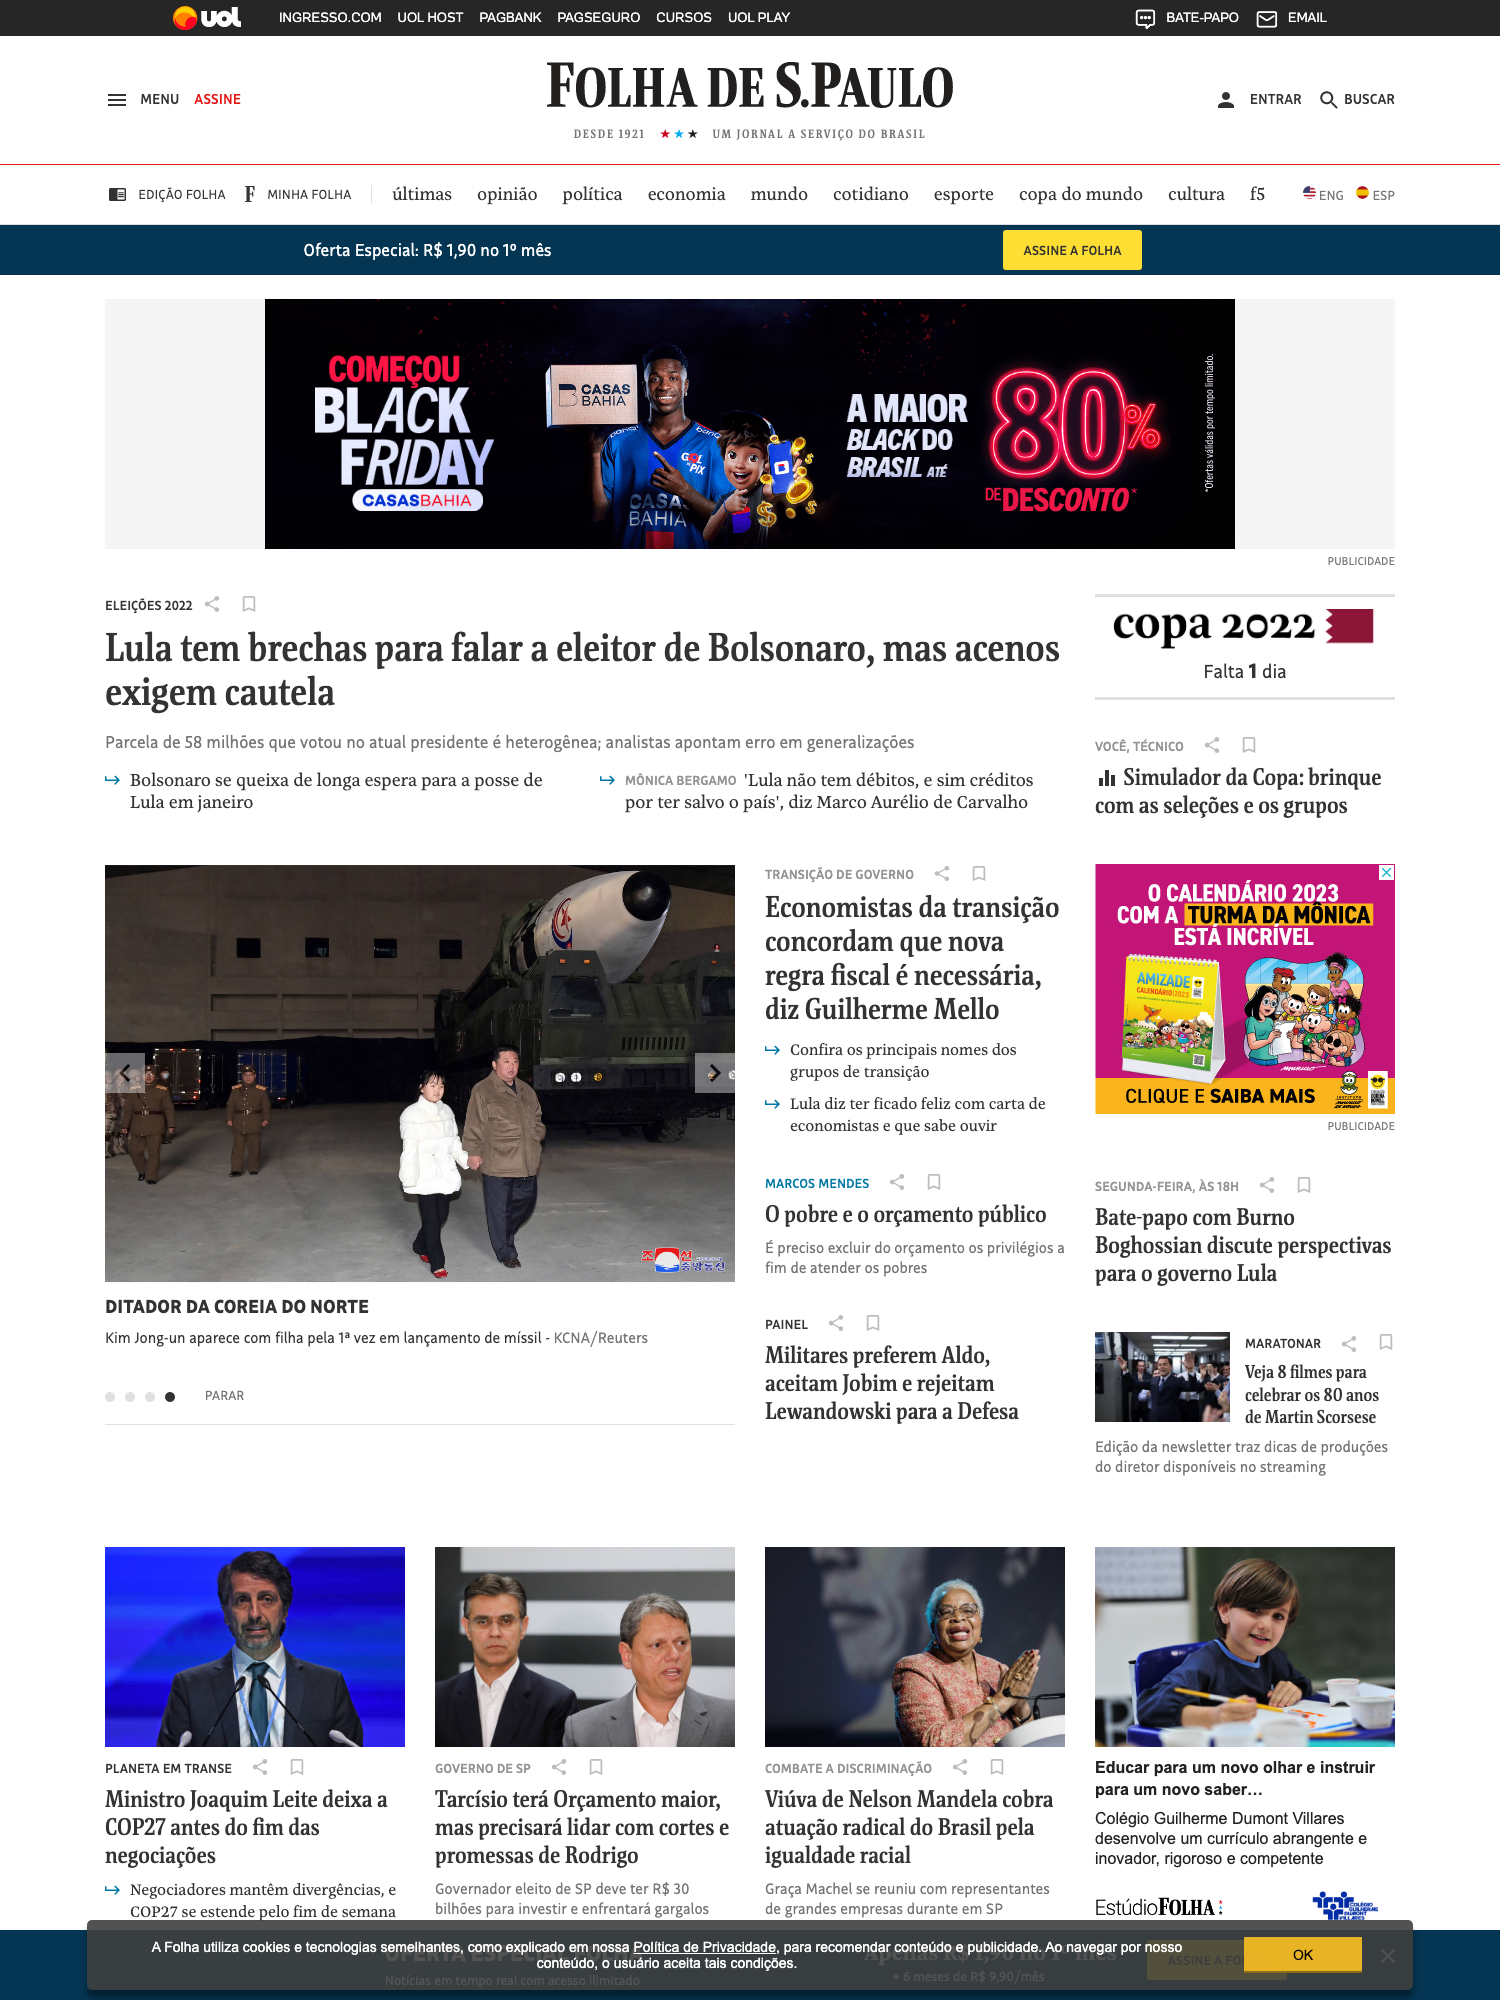 uol
INGRESSO.COM UOL HOST PAGBANK PAGSEGURO CURSOS UOL PLAY
BATE-PAPO EMAIL
MENU ASSINE
FOLHA DE S.PAULO
DESDE 1921 ★★★ UM JORNAL A SERVIÇO DO BRASIL
ENTRAR BUSCAR
EDIÇÃO FOLHA F MINHA FOLHA
últimas opinião política economia mundo cotidiano esporte copa do mundo cultura f5
ENG ESP
Oferta Especial: R$ 1,90 no 1º mês
ASSINE A FOLHA
COMEÇOU
BLACK
FRIDAY
CASASBAHIA
CASAS
BAHIA
banQi
GOL
DE
PIX
CASAS
BAHIA
A MAIOR
BLACK DO
BRASIL ATÉ
80%
DE DESCONTO*
*Ofertas válidas por tempo limitado.
PUBLICIDADE
ELEIÇÕES 2022
Lula tem brechas para falar a eleitor de Bolsonaro, mas acenos
exigem cautela
Parcela de 58 milhões que votou no atual presidente é heterogênea; analistas apontam erro em generalizações
Bolsonaro se queixa de longa espera para a posse de
Lula em janeiro
MÔNICA BERGAMO 'Lula não tem débitos, e sim créditos
por ter salvo o país', diz Marco Aurélio de Carvalho
copa 2022
Falta 1 dia
VOCÊ, TÉCNICO
Simulador da Copa: brinque
com as seleções e os grupos
조선
중앙통신
DITADOR DA COREIA DO NORTE
Kim Jong-un aparece com filha pela 1ª vez em lançamento de míssil - KCNA/Reuters
PARAR
TRANSIÇÃO DE GOVERNO
Economistas da transição
concordam que nova
regra fiscal é necessária,
diz Guilherme Mello
Confira os principais nomes dos
grupos de transição
Lula diz ter ficado feliz com carta de
economistas e que sabe ouvir
MARCOS MENDES
O pobre e o orçamento público
É preciso excluir do orçamento os privilégios a
fim de atender os pobres
PAINEL
Militares preferem Aldo,
aceitam Jobim e rejeitam
Lewandowski para a Defesa
O CALENDÁRIO 2023
COM A TURMA DA MÔNICA
ESTÁ INCRÍVEL
AMIZADE
CALENDÁRIO 2023
CLIQUE E SAIBA MAIS
PUBLICIDADE
SEGUNDA-FEIRA, ÀS 18H
Bate-papo com Burno
Boghossian discute perspectivas
para o governo Lula
MARATONAR
Veja 8 filmes para
celebrar os 80 anos
de Martin Scorsese
Edição da newsletter traz dicas de produções
do diretor disponíveis no streaming
PLANETA EM TRANSE
Ministro Joaquim Leite deixa a
COP27 antes do fim das
negociações
Negociadores mantêm divergências, e
COP27 se estende pelo fim de semana
GOVERNO DE SP
Tarcísio terá Orçamento maior,
mas precisará lidar com cortes e
promessas de Rodrigo
Governador eleito de SP deve ter R$ 30
bilhões para investir e enfrentará gargalos
COMBATE A DISCRIMINAÇÃO
Viúva de Nelson Mandela cobra
atuação radical do Brasil pela
igualdade racial
Graça Machel se reuniu com representantes
de grandes empresas durante em SP
Educar para um novo olhar e instruir
para um novo saber...
Colégio Guilherme Dumont Villares
desenvolve um currículo abrangente e
inovador, rigoroso e competente
EstúdioFOLHA
GUILHERME
DUMONT
VILLARES
A Folha utiliza cookies e tecnologias semelhantes, como explicado em nossa Política de Privacidade, para recomendar conteúdo e publicidade. Ao navegar por nosso
conteúdo, o usuário aceita tais condições.
OK
Apenas R$ 1,90 no 1º mês
Notícias em tempo real com acesso ilimitado
+ 6 meses de R$ 9,90/mês
ASSINE A FO